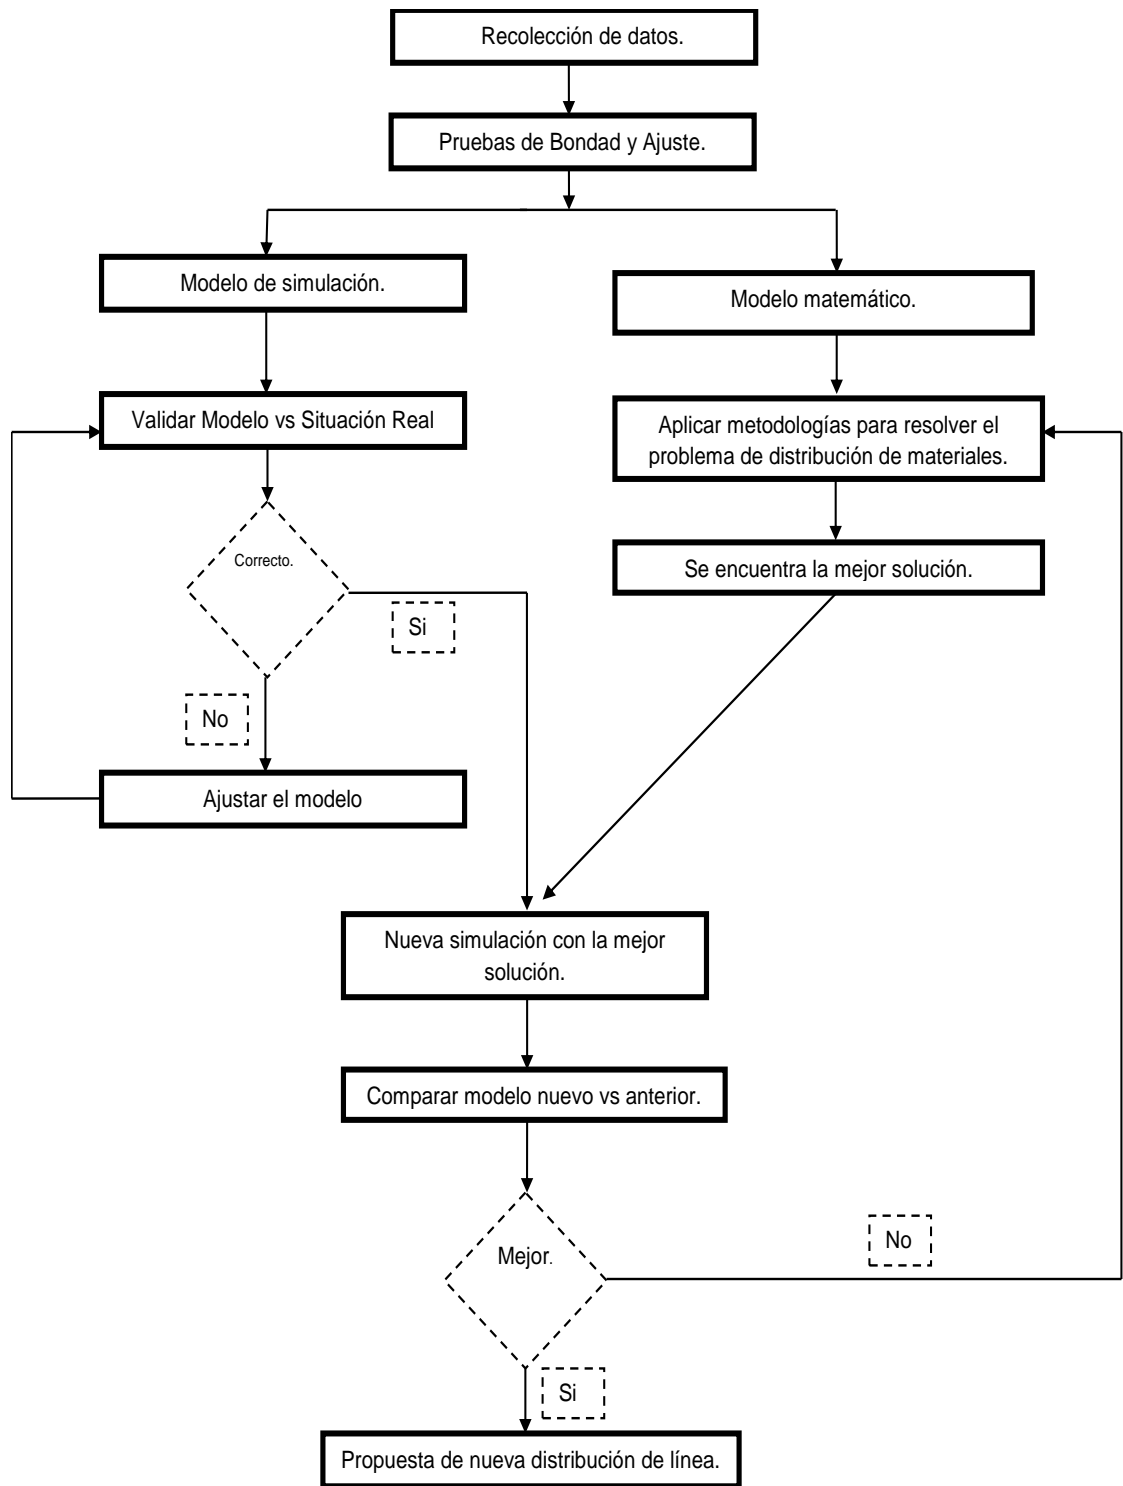 Recolección de datos.
Pruebas de Bondad y Ajuste.
Modelo de simulación.
Modelo matemático.
Validar Modelo vs Situación Real
Aplicar metodologías para resolver el
problema de distribución de materiales.
Correcto.
Se encuentra la mejor solución.
Si
No
Ajustar el modelo
Nueva simulación con la mejor
solución.
Comparar modelo nuevo vs anterior.
Mejor.
No
Si
Propuesta de nueva distribución de línea.